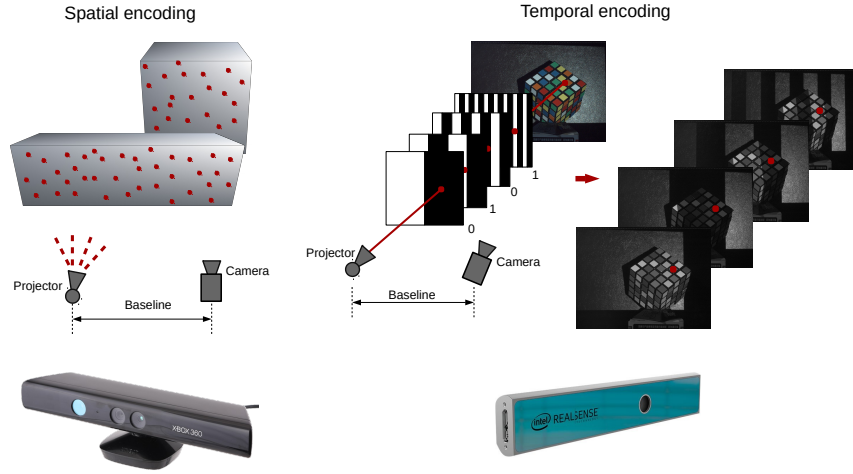 Spatial encoding
Temporal encoding
1
0
1
0
Projector
Camera
Baseline
Projector
Camera
Baseline
XBOX 360
intel REALSENSE